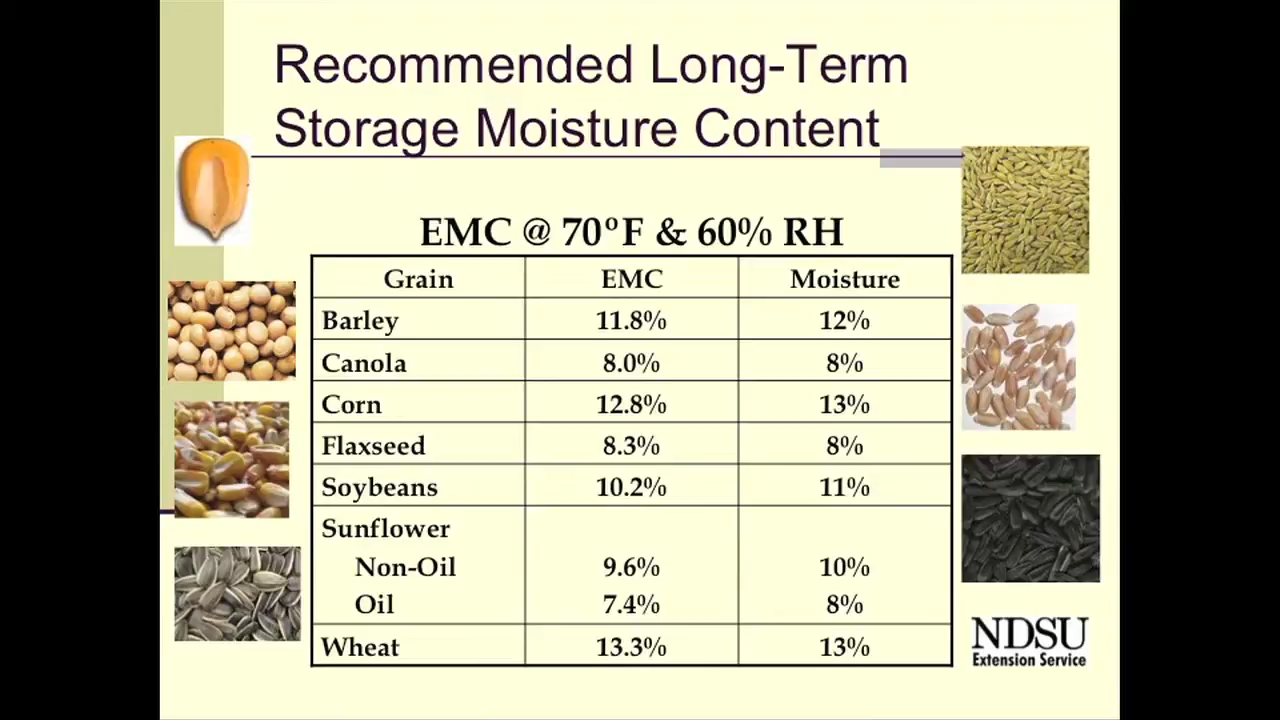 Recommended Long-Term
Storage Moisture Content
EMC @ 70ºF & 60% RH
Grain EMC Moisture
Barley 11.8% 12%
Canola 8.0% 8%
Corn 12.8% 13%
Flaxseed 8.3% 8%
Soybeans 10.2% 11%
Sunflower
Non-Oil 9.6% 10%
Oil 7.4% 8%
Wheat 13.3% 13%
NDSU
Extension Service